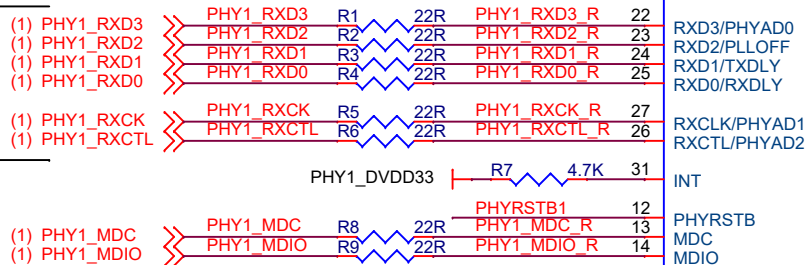 (1) PHY1_RXD3 PHY1_RXD3 R1 22R PHY1_RXD3_R 22 RXD3/PHYAD0
(1) PHY1_RXD2 PHY1_RXD2 R2 22R PHY1_RXD2_R 23 RXD2/PLLOFF
(1) PHY1_RXD1 PHY1_RXD1 R3 22R PHY1_RXD1_R 24 RXD1/TXDLY
(1) PHY1_RXD0 PHY1_RXD0 R4 22R PHY1_RXD0_R 25 RXD0/RXDLY
(1) PHY1_RXCK PHY1_RXCK R5 22R PHY1_RXCK_R 27 RXCLK/PHYAD1
(1) PHY1_RXCTL PHY1_RXCTL R6 22R PHY1_RXCTL_R 26 RXCTL/PHYAD2
PHY1_DVDD33 R7 4.7K 31 INT
PHYRSTB1 12 PHYRSTB
(1) PHY1_MDC PHY1_MDC R8 22R PHY1_MDC_R 13 MDC
(1) PHY1_MDIO PHY1_MDIO R9 22R PHY1_MDIO_R 14 MDIO